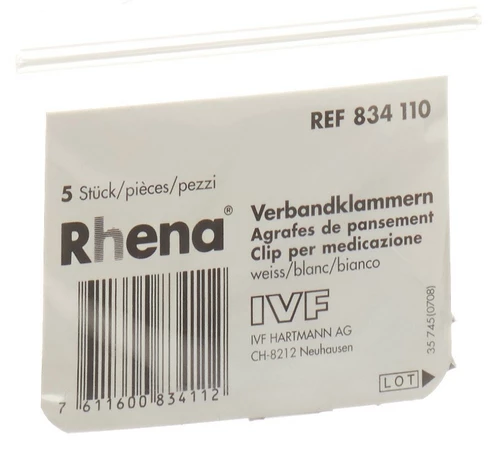 REF 834 110
5 Stück/pièces/pezzi
Rhena®
Verbandklammern
Agrafes de pansement
Clip per medicazione
weiss/blanc/bianco
IVF
IVF HARTMANN AG
CH-8212 Neuhausen
35 745(0708)
LOT
7 611600 834112